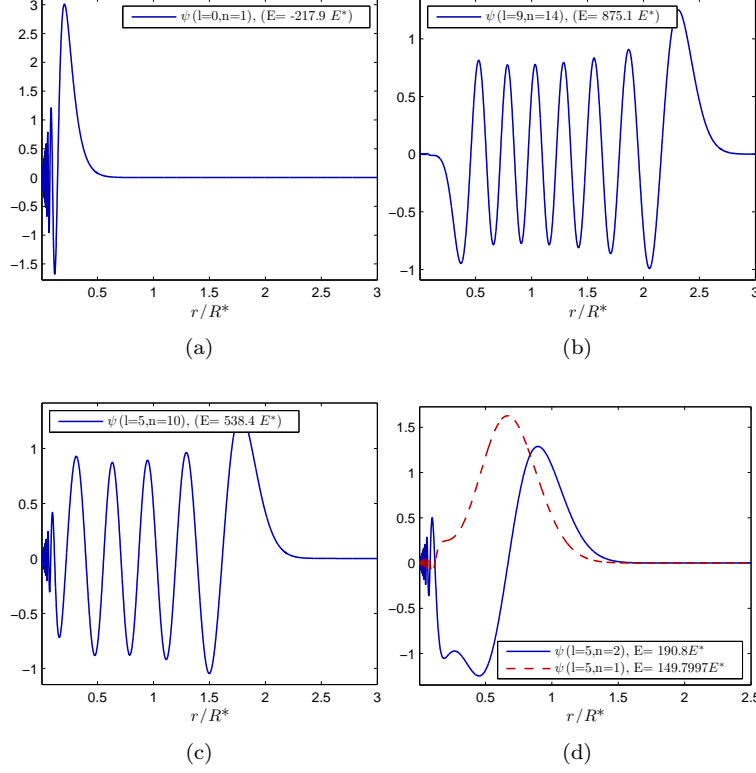 3
2.5
2
1.5
1
0.5
0
−0.5
−1
−1.5
ψ(l=0,n=1), (E= -217.9 E*)
0.5 1 1.5 2 2.5 3
r/R*
(a)
1
0.5
0
−0.5
−1
ψ(l=9,n=14), (E= 875.1 E*)
0.5 1 1.5 2 2.5 3
r/R*
(b)
1
0.5
0
−0.5
−1
ψ(l=5,n=10), (E= 538.4 E*)
0.5 1 1.5 2 2.5 3
r/R*
(c)
1.5
1
0.5
0
−0.5
−1
ψ(l=5,n=2), E= 190.8E*
ψ(l=5,n=1), E= 149.7997E*
0.5 1 1.5 2 2.5
r/R*
(d)